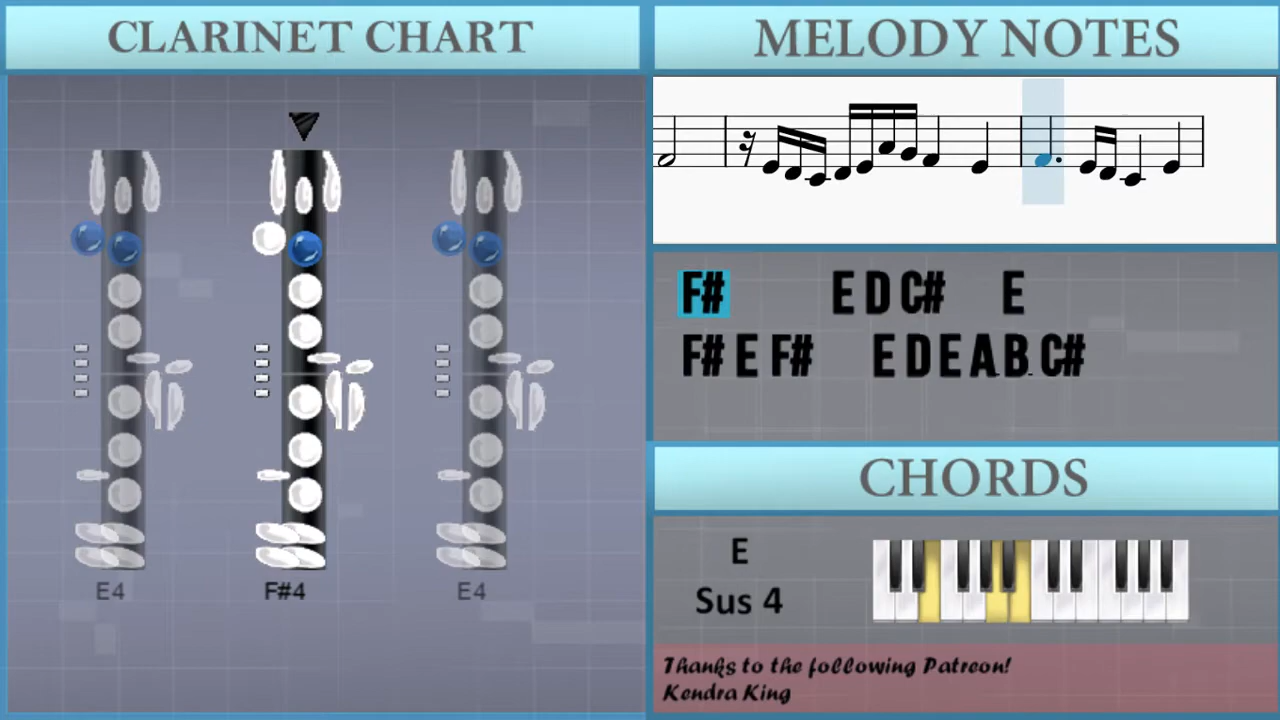 CLARINET CHART
E4 F#4 E4
MELODY NOTES
F# E D C# E
F# E F# E D E A B C#
CHORDS
E
Sus 4
Thanks to the following Patreon!
Kendra King